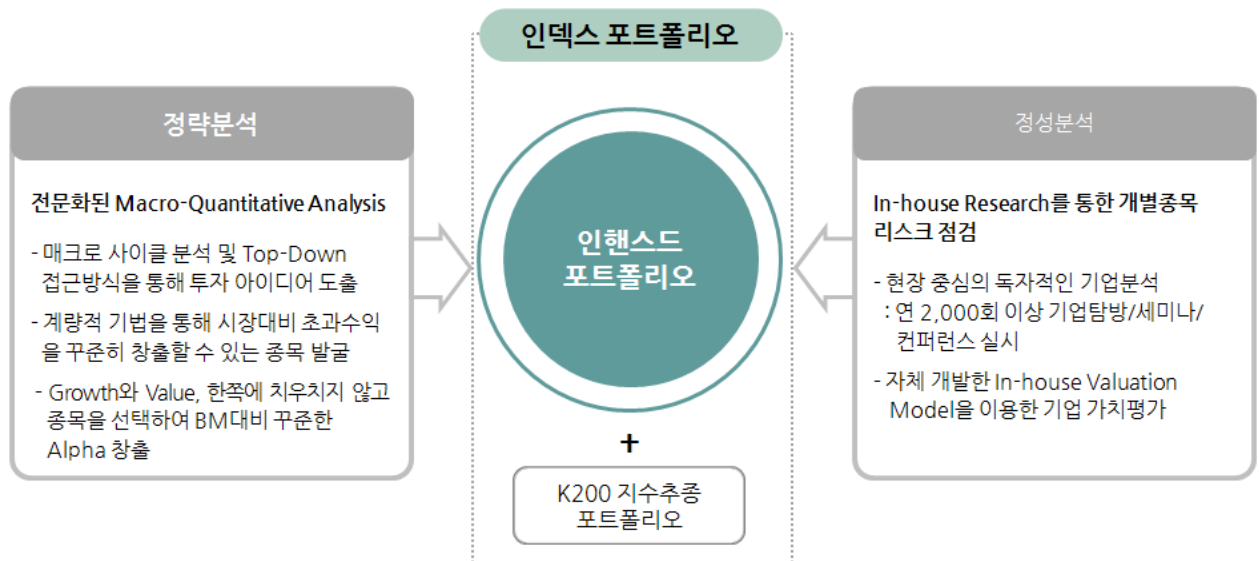 인덱스 포트폴리오
정략분석
전문화된 Macro-Quantitative Analysis
- 매크로 사이클 분석 및 Top-Down
접근방식을 통해 투자 아이디어 도출
- 계량적 기법을 통해 시장대비 초과수익
을 꾸준히 창출할 수 있는 종목 발굴
- Growth와 Value, 한쪽에 치우치지 않고
종목을 선택하여 BM대비 꾸준한
Alpha 창출
인핸스드
포트폴리오
+
K200 지수추종
포트폴리오
정성분석
In-house Research를 통한 개별종목
리스크 점검
- 현장 중심의 독자적인 기업분석
: 연 2,000회 이상 기업탐방/세미나/
컨퍼런스 실시
- 자체 개발한 In-house Valuation
Model을 이용한 기업 가치평가